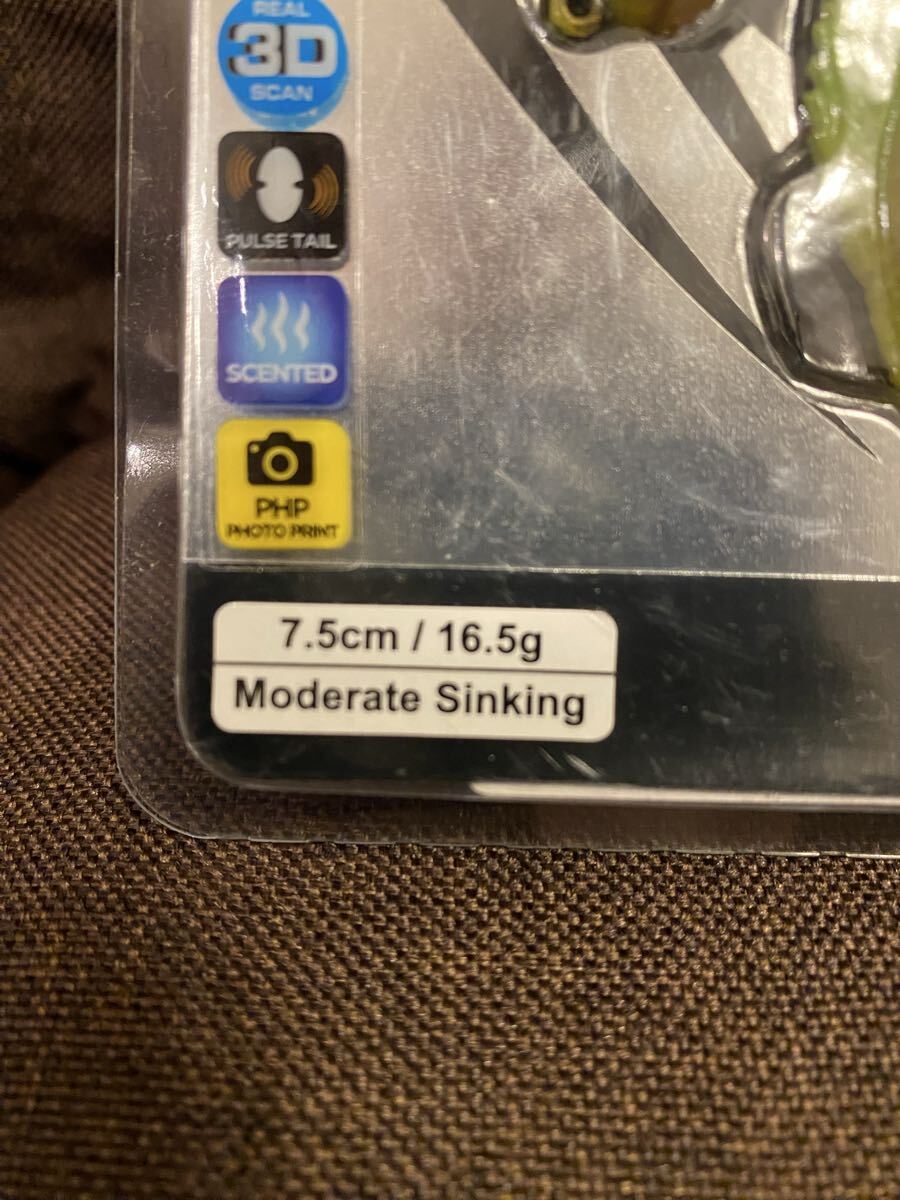 REAL
3D
SCAN
PULSE TAIL
SCENTED
PHP
PHOTO PRINT
7.5cm / 16.5g
Moderate Sinking